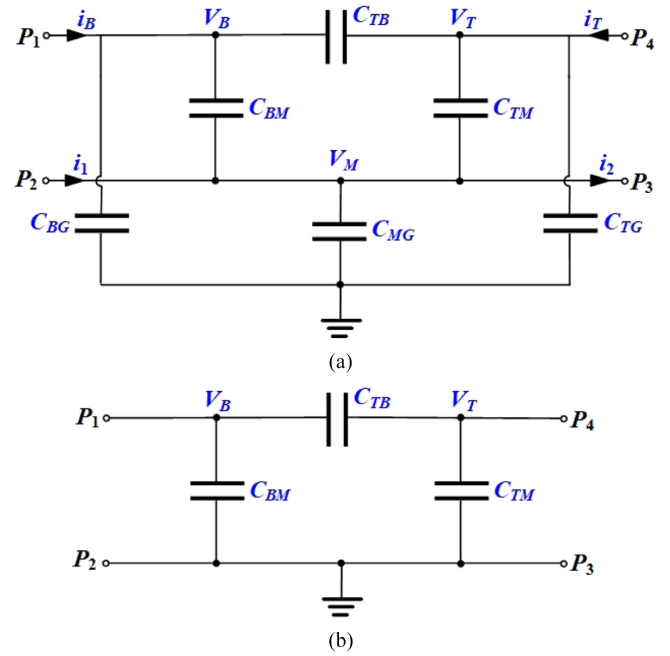 P1 iB VB CTB VT iT P4
CBM CTM
P2 i1 VM i2 P3
CBG CMG CTG
(a)
P1 VB CTB VT P4
CBM CTM
P2 P3
(b)